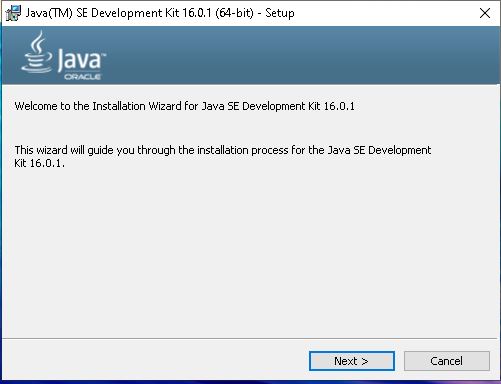 Java(TM) SE Development Kit 16.0.1 (64-bit) - Setup
Java™
ORACLE
Welcome to the Installation Wizard for Java SE Development Kit 16.0.1
This wizard will guide you through the installation process for the Java SE Development
Kit 16.0.1.
Next >
Cancel